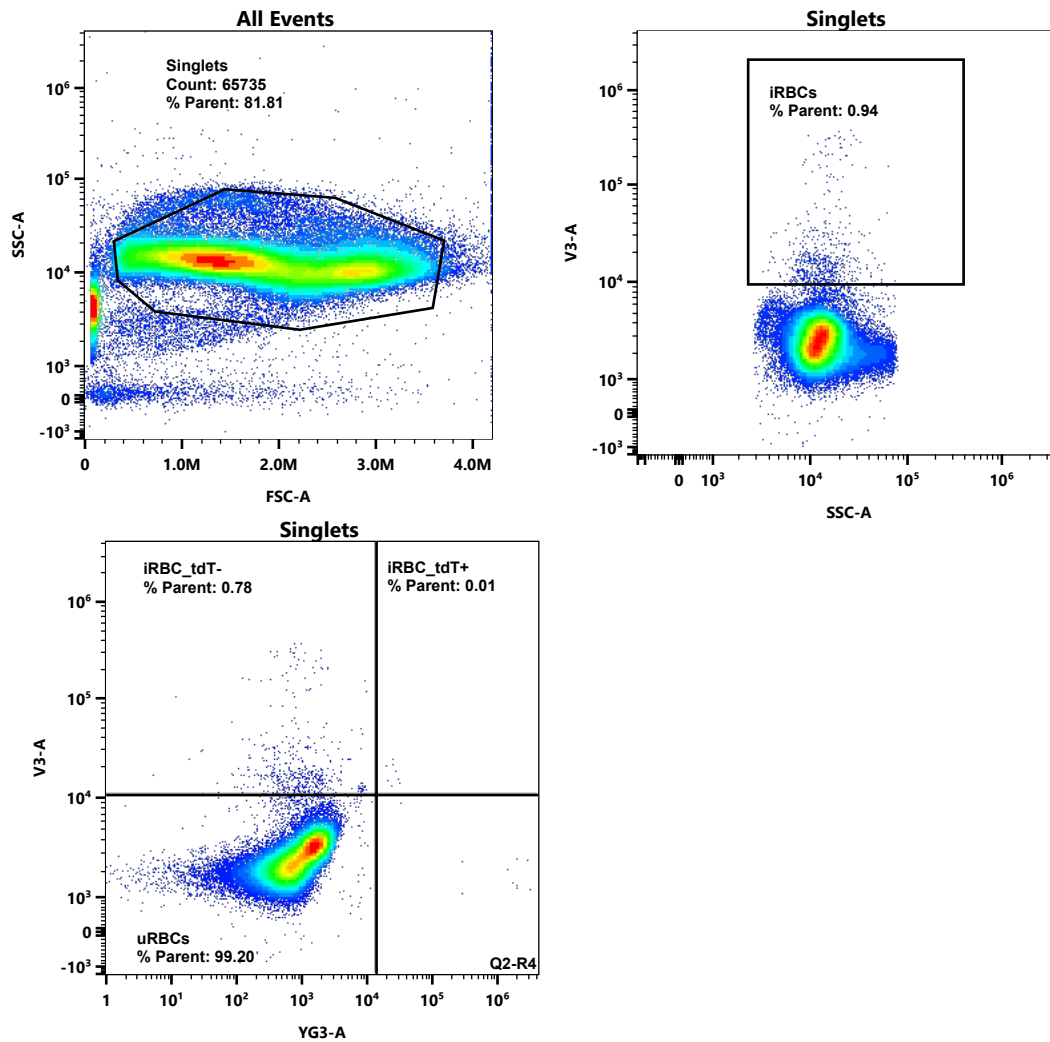 All Events
Singlets
Count: 65735
% Parent: 81.81
SSC-A
10⁶
10⁵
10⁴
10³
0
-10³
0
1.0M
2.0M
3.0M
4.0M
FSC-A
Singlets
iRBCs
% Parent: 0.94
V3-A
10⁶
10⁵
10⁴
10³
0
-10³
0
10³
10⁴
10⁵
10⁶
SSC-A
Singlets
iRBC_tdT-
% Parent: 0.78
iRBC_tdT+
% Parent: 0.01
V3-A
10⁶
10⁵
10⁴
10³
0
-10³
uRBCs
% Parent: 99.20
Q2-R4
1
10¹
10²
10³
10⁴
10⁵
10⁶
YG3-A